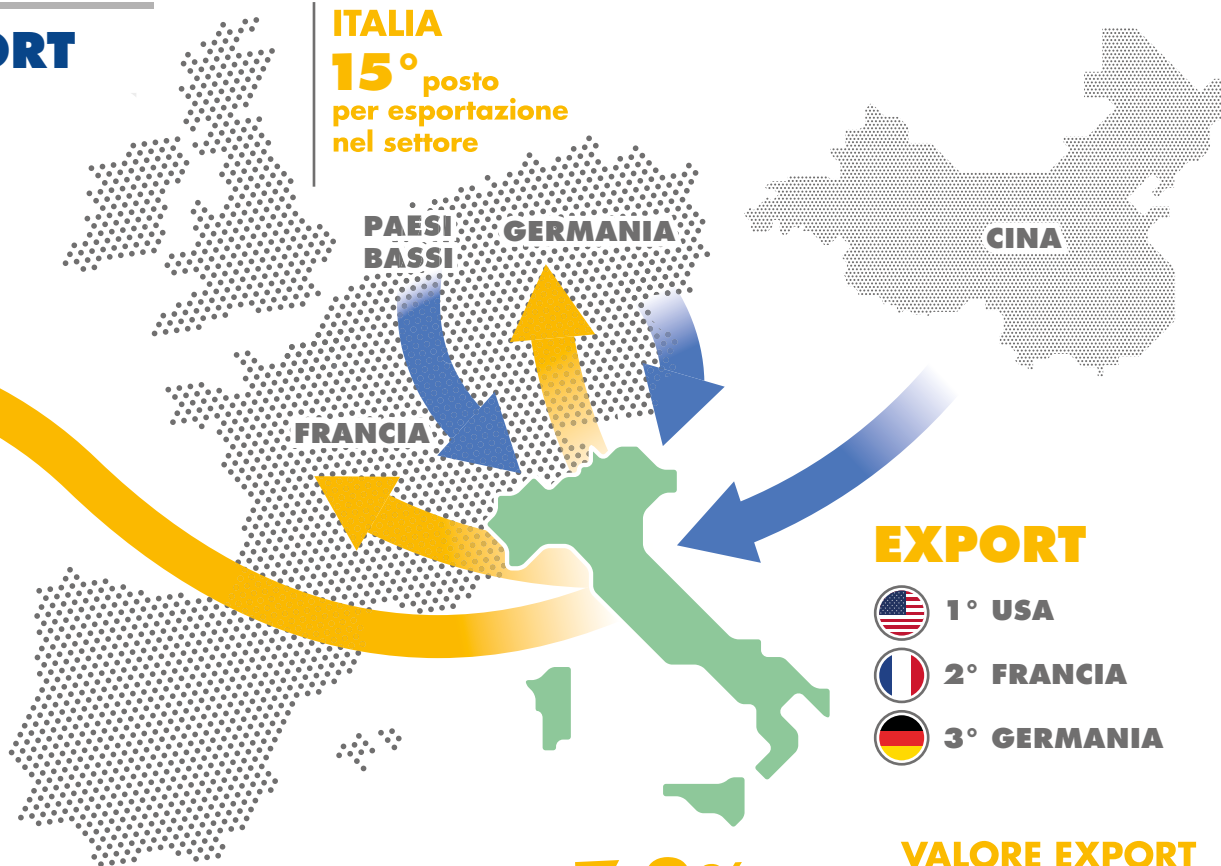 ORT
ITALIA
15° posto
per esportazione
nel settore
PAESI
BASSI
GERMANIA
CINA
FRANCIA
EXPORT
1° USA
2° FRANCIA
3° GERMANIA
VALORE EXPORT